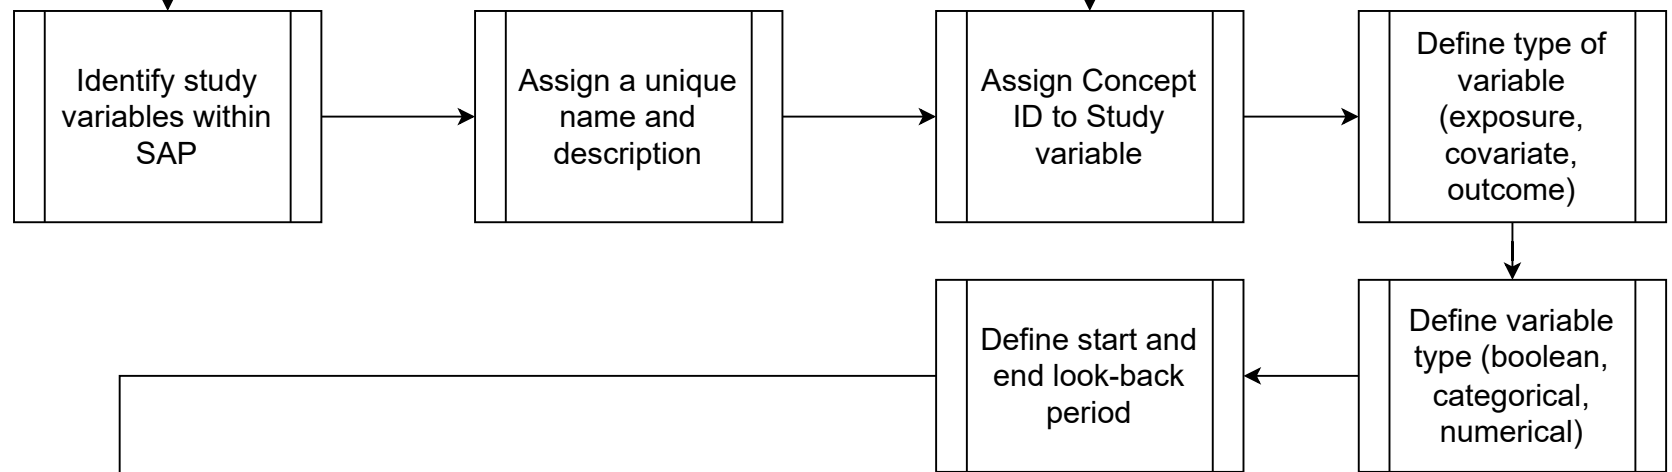 Identify study
variables within
SAP
Assign a unique
name and
description
Assign Concept
ID to Study
variable
Define type of
variable
(exposure,
covariate,
outcome)
Define variable
type (boolean,
categorical,
numerical)
Define start and
end look-back
period